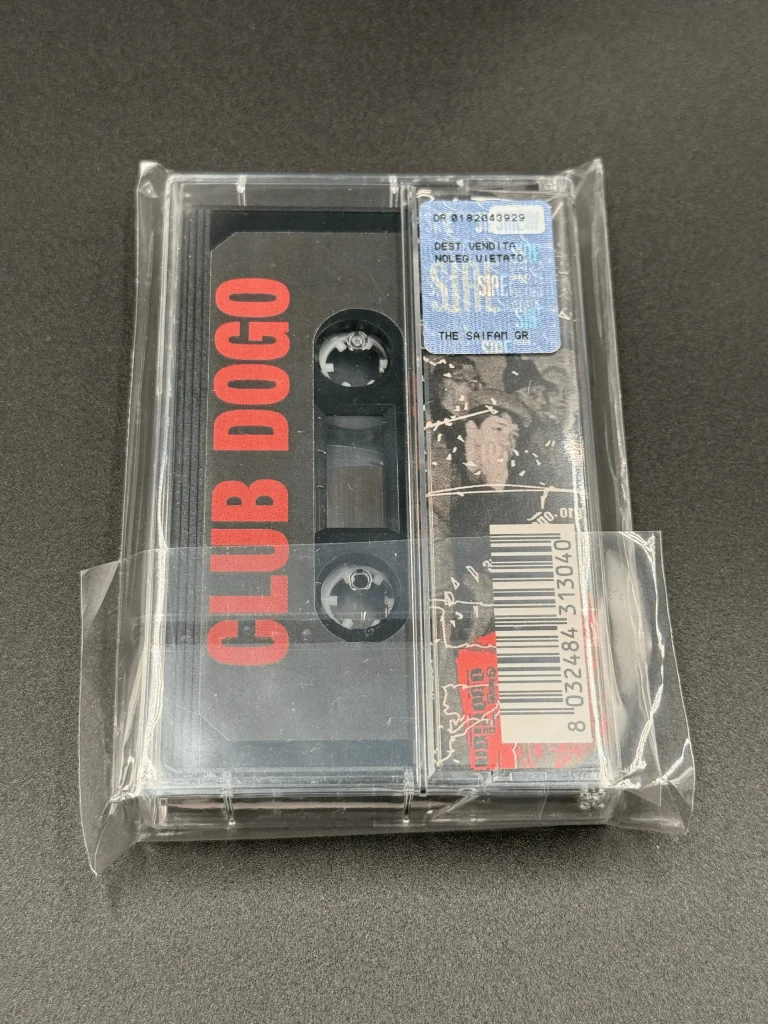 CLUB DOGO
DR 0182043929
DEST.VENDITA
NOLEG.VIETATO
SIAE
THE SAIFAM GR
8 032484 313040